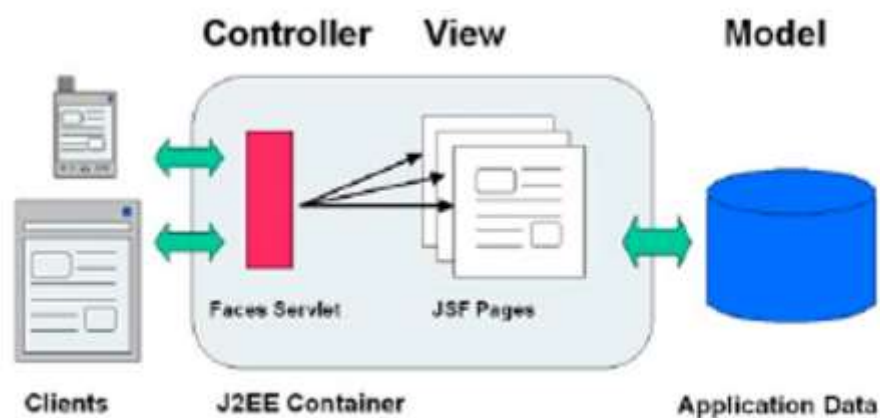 Controller View Model
Faces Servlet JSF Pages
Clients J2EE Container Application Data